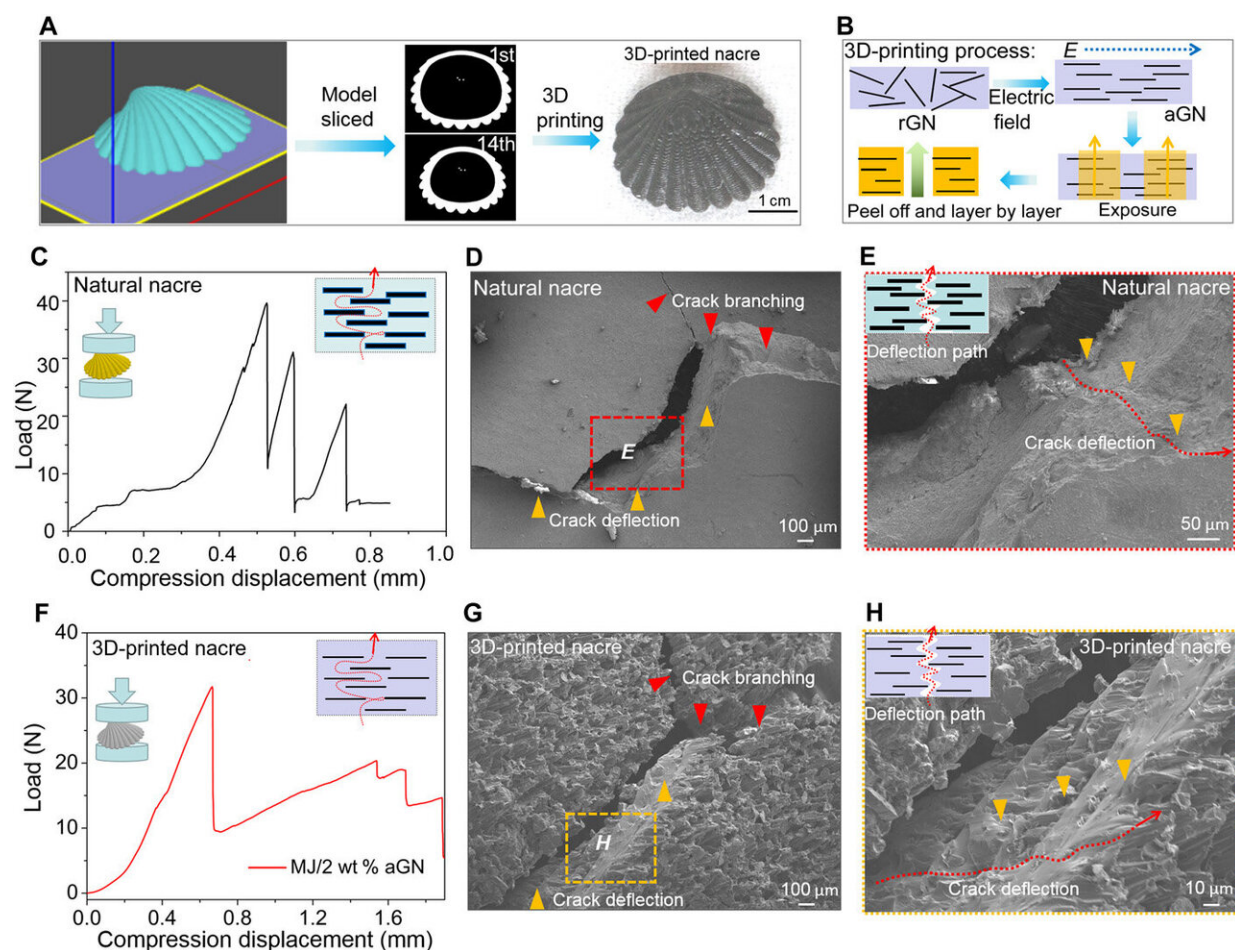 A
Model
sliced
1st
14th
3D
printing
3D-printed nacre
1 cm
B
3D-printing process:
E
rGN
Electric
field
aGN
Peel off and layer by layer
Exposure
C
Natural nacre
Load (N)
40
30
20
10
0
0.0 0.2 0.4 0.6 0.8 1.0
Compression displacement (mm)
D
Natural nacre
Crack branching
E
Crack deflection
100 μm
E
Natural nacre
Deflection path
Crack deflection
50 μm
F
3D-printed nacre
Load (N)
40
30
20
10
0
MJ/2 wt % aGN
0.0 0.4 0.8 1.2 1.6
Compression displacement (mm)
G
3D-printed nacre
Crack branching
H
Crack deflection
100 μm
H
3D-printed nacre
Deflection path
Crack deflection
10 μm